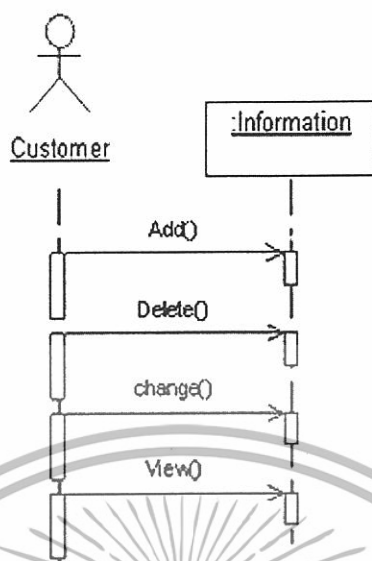 :Information
Customer
Add()
Delete()
change()
View()